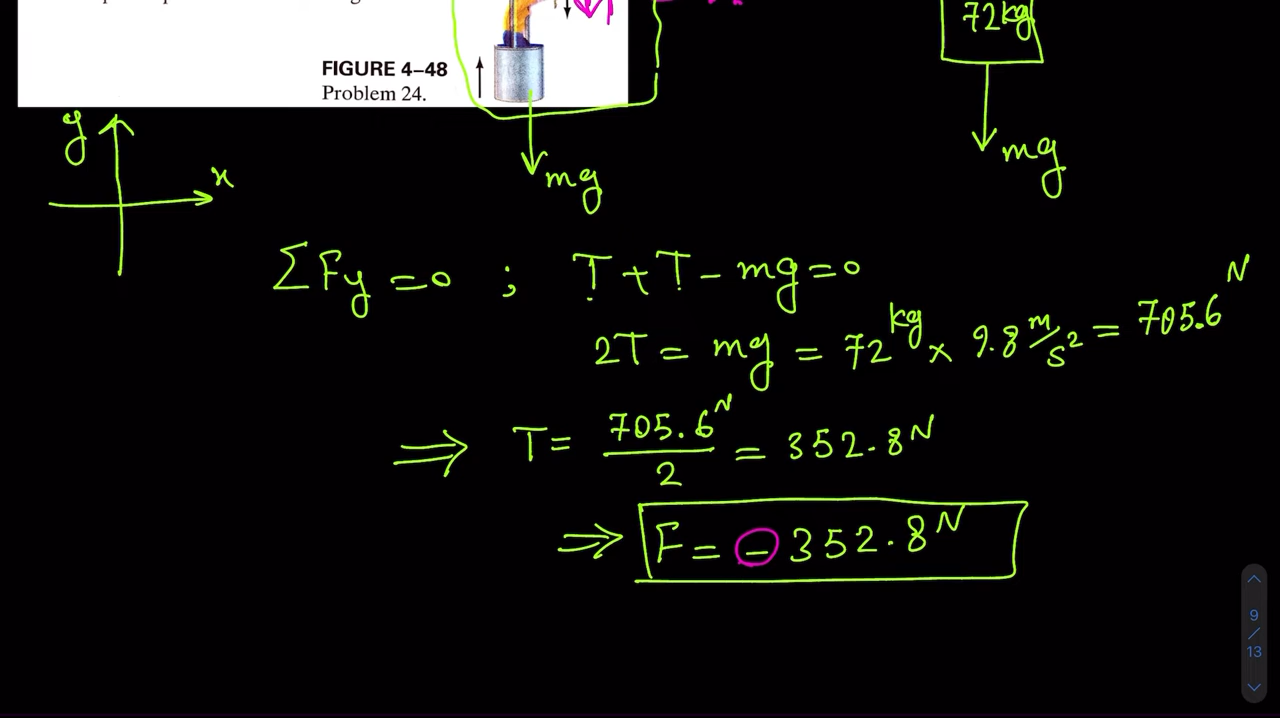 72kg
FIGURE 4–48
Problem 24.
y
x
mg
mg
ΣFy = 0 ; T + T - mg = 0
2T = mg = 72 kg x 9.8 m/s² = 705.6 N
⇒ T = 705.6 N / 2 = 352.8 N
⇒ F = - 352.8 N
9
/
13